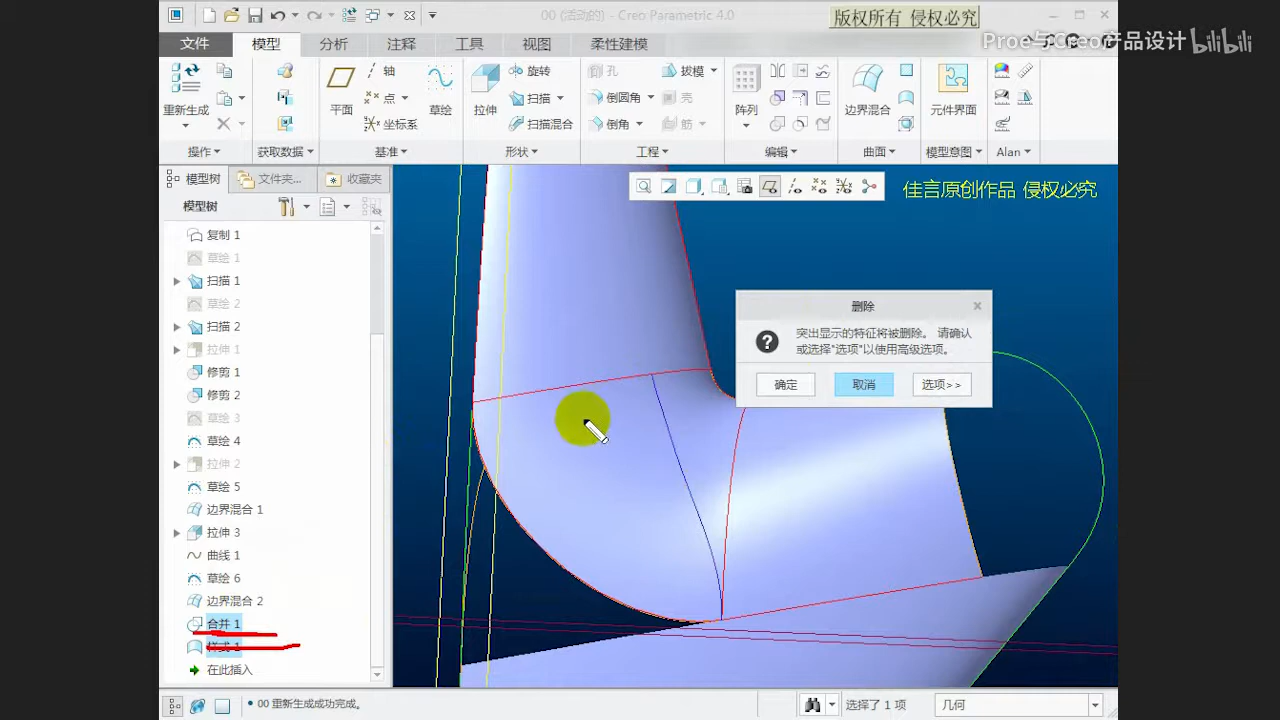 00 (活动的) - Creo Parametric 4.0
版权所有 侵权必究
Proe与Creo产品设计 bilibili
文件 模型 分析 注释 工具 视图 柔性建模
重新生成
操作
获取数据
平面
轴
点
坐标系
草绘
基准
拉伸
旋转
扫描
扫描混合
形状
孔
倒圆角
倒角
拔模
壳
筋
工程
阵列
编辑
边界混合
曲面
元件界面
模型意图
Alan
模型树 文件夹... 收藏夹
模型树
佳言原创作品 侵权必究
复制 1
草绘 1
扫描 1
草绘 2
扫描 2
拉伸 1
修剪 1
修剪 2
草绘 3
草绘 4
拉伸 2
草绘 5
边界混合 1
拉伸 3
曲线 1
草绘 6
边界混合 2
合并 1
样式 1
在此插入
删除
突出显示的特征将被删除。 请确认
或选择"选项"以使用高级选项。
确定 取消 选项>>
• 00 重新生成成功完成。
选择了 1 项
几何